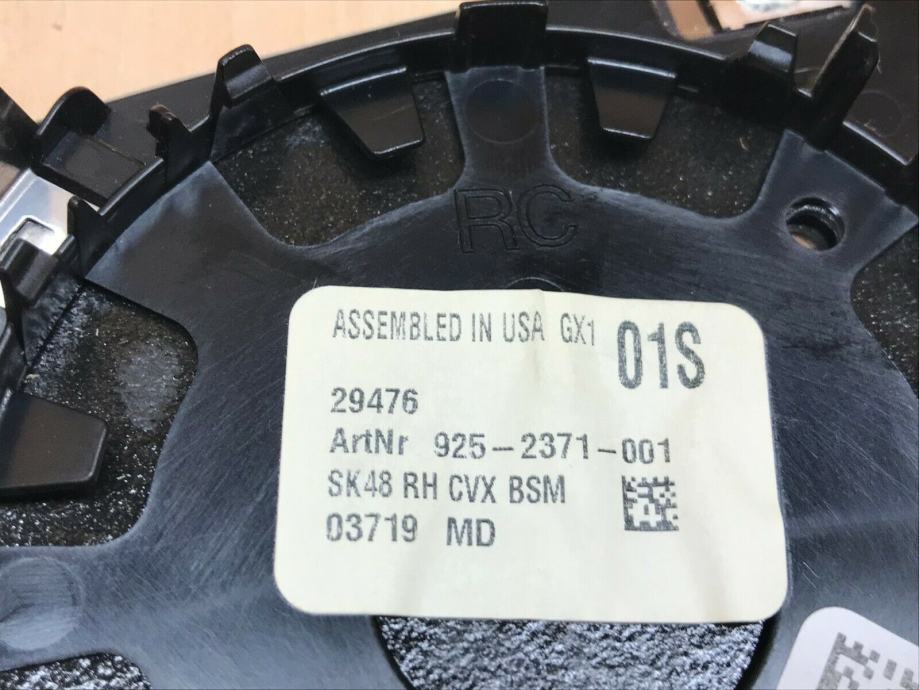 RC
ASSEMBLED IN USA GX1 01S
29476
ArtNr 925-2371-001
SK48 RH CVX BSM
03719 MD